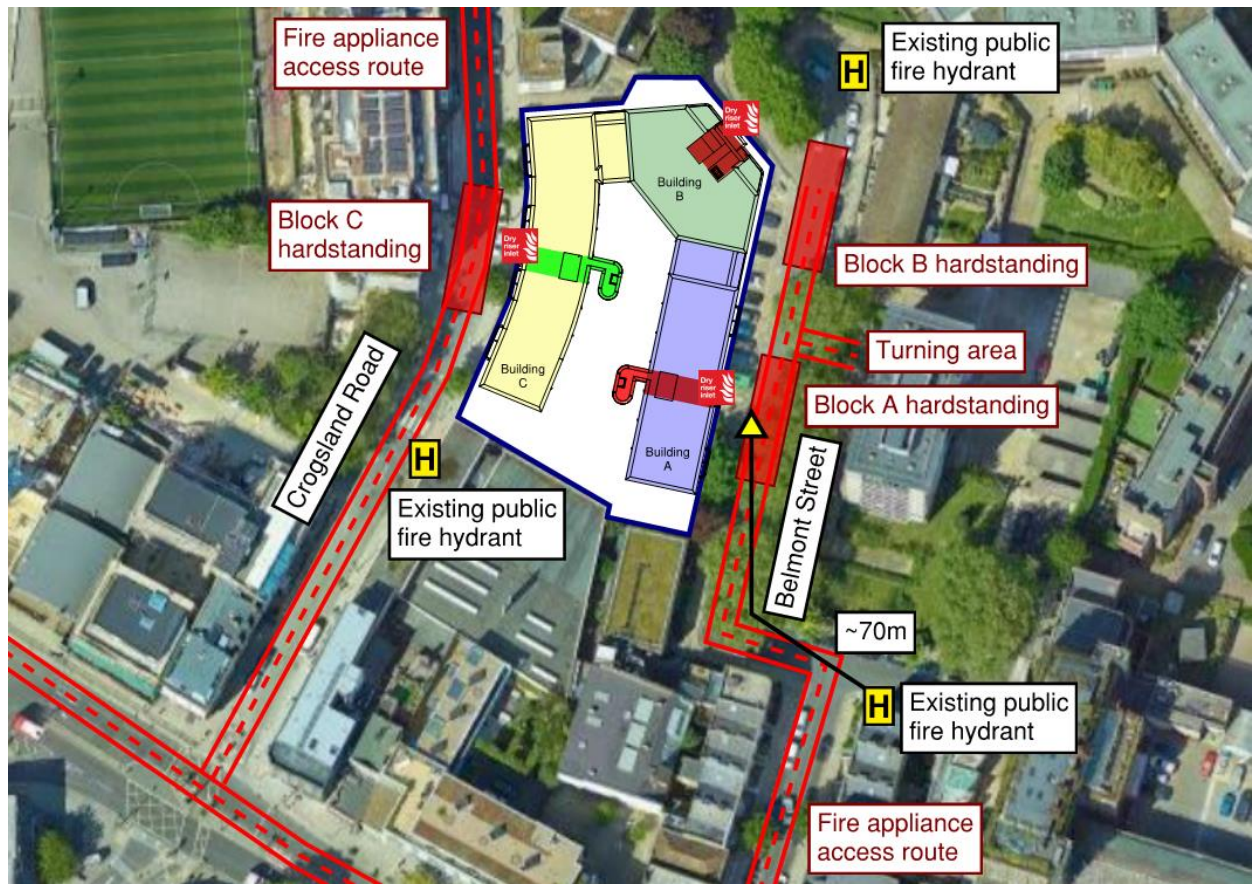 Fire appliance
access route
H
Existing public
fire hydrant
Dry
riser
inlet
Building
B
Block C
hardstanding
Dry
riser
inlet
Block B hardstanding
Turning area
Building
C
Dry
riser
inlet
Block A hardstanding
Crogsland Road
Building
A
H
Existing public
fire hydrant
Belmont Street
~70m
H
Existing public
fire hydrant
Fire appliance
access route